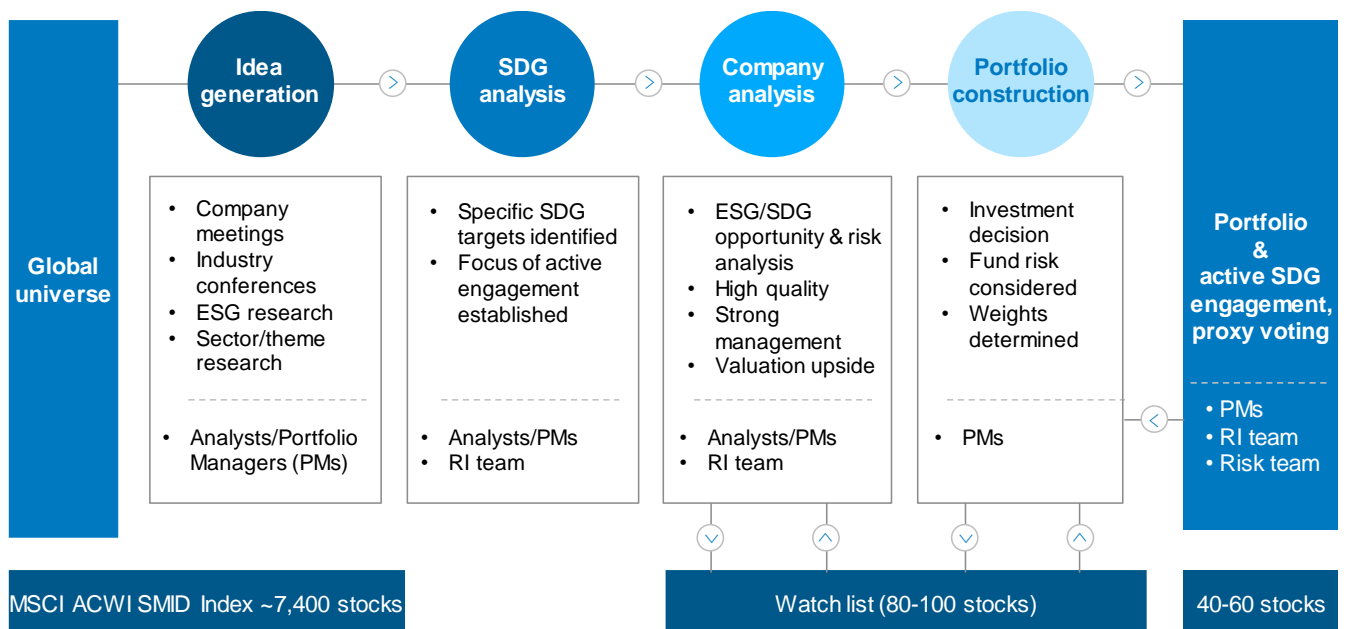 Global
universe
Idea
generation
SDG
analysis
Company
analysis
Portfolio
construction
• Company
meetings
• Industry
conferences
• ESG research
• Sector/theme
research
• Analysts/Portfolio
Managers (PMs)
• Specific SDG
targets identified
• Focus of active
engagement
established
• Analysts/PMs
• RI team
• ESG/SDG
opportunity & risk
analysis
• High quality
• Strong
management
• Valuation upside
• Analysts/PMs
• RI team
• Investment
decision
• Fund risk
considered
• Weights
determined
• PMs
Portfolio
&
active SDG
engagement,
proxy voting
• PMs
• RI team
• Risk team
MSCI ACWI SMID Index ~7,400 stocks
Watch list (80-100 stocks)
40-60 stocks